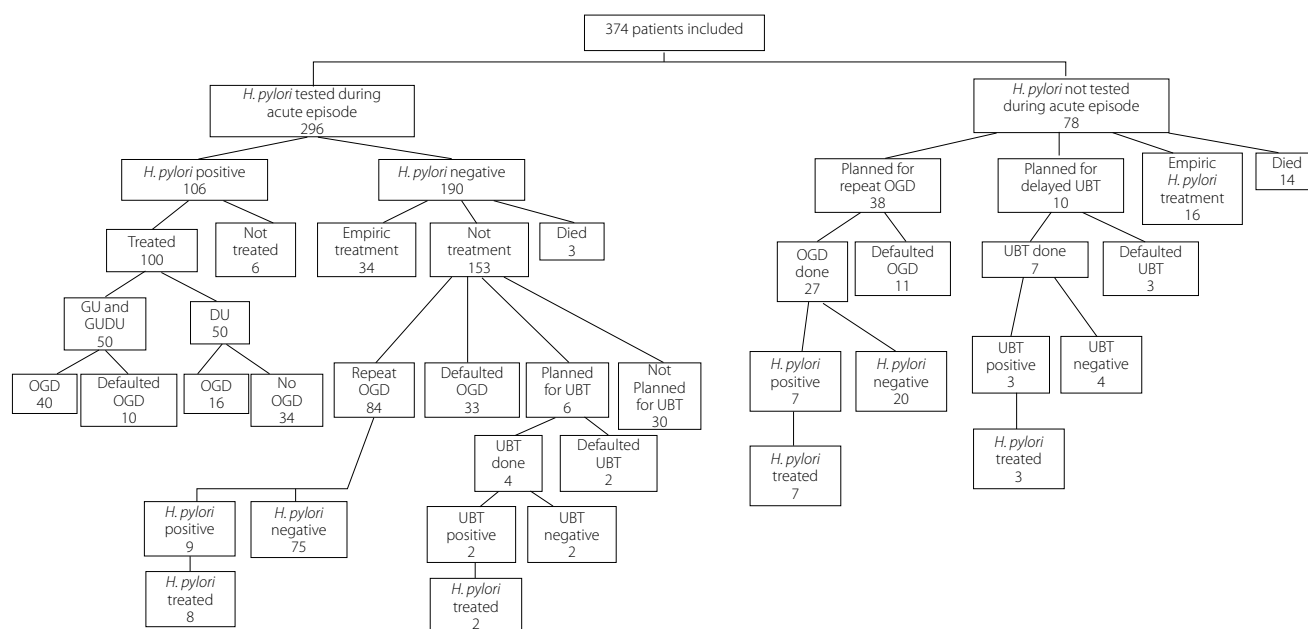 374 patients included
H. pylori tested during
acute episode
296
H. pylori not tested
during acute episode
78
H. pylori positive
106
H. pylori negative
190
Planned for
repeat OGD
38
Planned for
delayed UBT
10
Empiric
H. pylori
treatment
16
Died
14
Treated
100
Not
treated
6
Empiric
treatment
34
Not
treatment
153
Died
3
OGD
done
27
Defaulted
OGD
11
UBT done
7
Defaulted
UBT
3
GU and
GUDU
50
DU
50
OGD
40
Defaulted
OGD
10
OGD
16
No
OGD
34
Repeat
OGD
84
Defaulted
OGD
33
Planned
for UBT
6
Not
Planned
for UBT
30
H. pylori
positive
7
H. pylori
negative
20
UBT
positive
3
UBT
negative
4
UBT
done
4
Defaulted
UBT
2
H. pylori
treated
7
H. pylori
treated
3
H. pylori
positive
9
H. pylori
negative
75
UBT
positive
2
UBT
negative
2
H. pylori
treated
8
H. pylori
treated
2